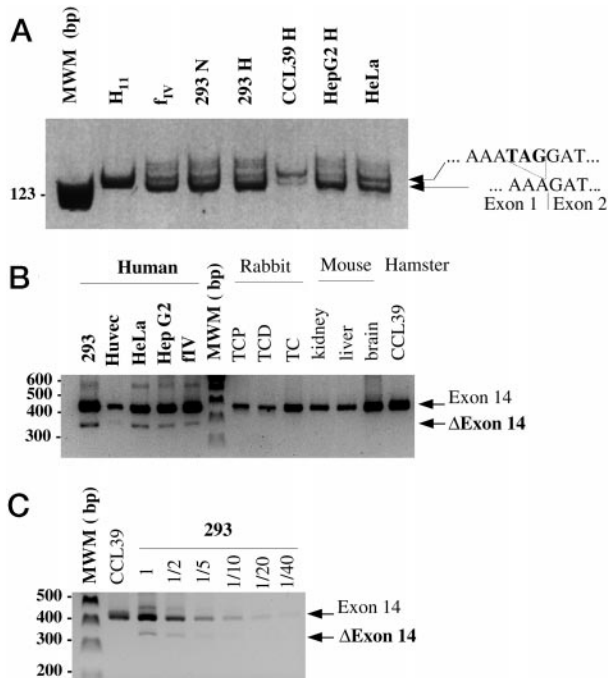 A
MWM (bp)
H11
fIV
293 N
293 H
CCL39 H
HepG2 H
HeLa
123 -
... AAATAGGAT...
... AAAGAT...
Exon 1 Exon 2
B
Human
Rabbit
Mouse
Hamster
293
Huvec
HeLa
Hep G2
fIV
MWM (bp)
TCP
TCD
TC
kidney
liver
brain
CCL39
600 -
500 -
400 -
300 -
Exon 14
ΔExon 14
C
MWM (bp)
CCL39
293
1
1/2
1/5
1/10
1/20
1/40
500 -
400 -
300 -
200 -
Exon 14
ΔExon 14